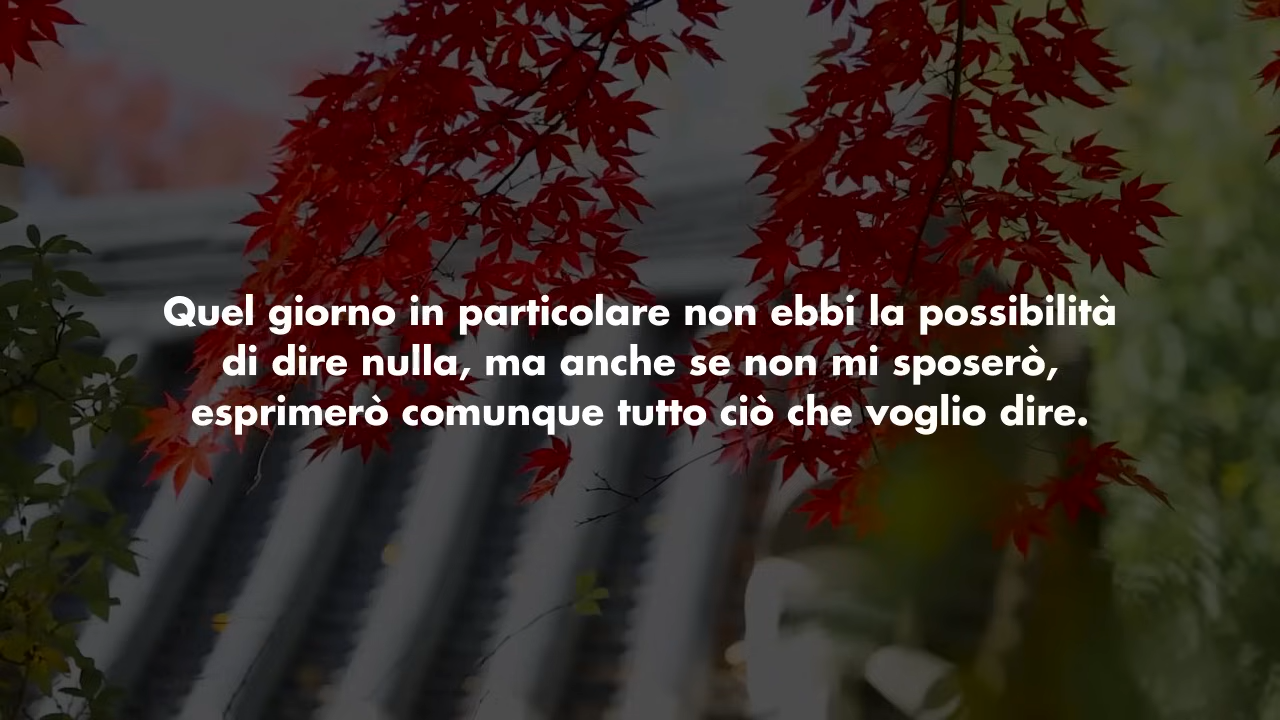 Quel giorno in particolare non ebbi la possibilità
di dire nulla, ma anche se non mi sposerò,
esprimerò comunque tutto ciò che voglio dire.